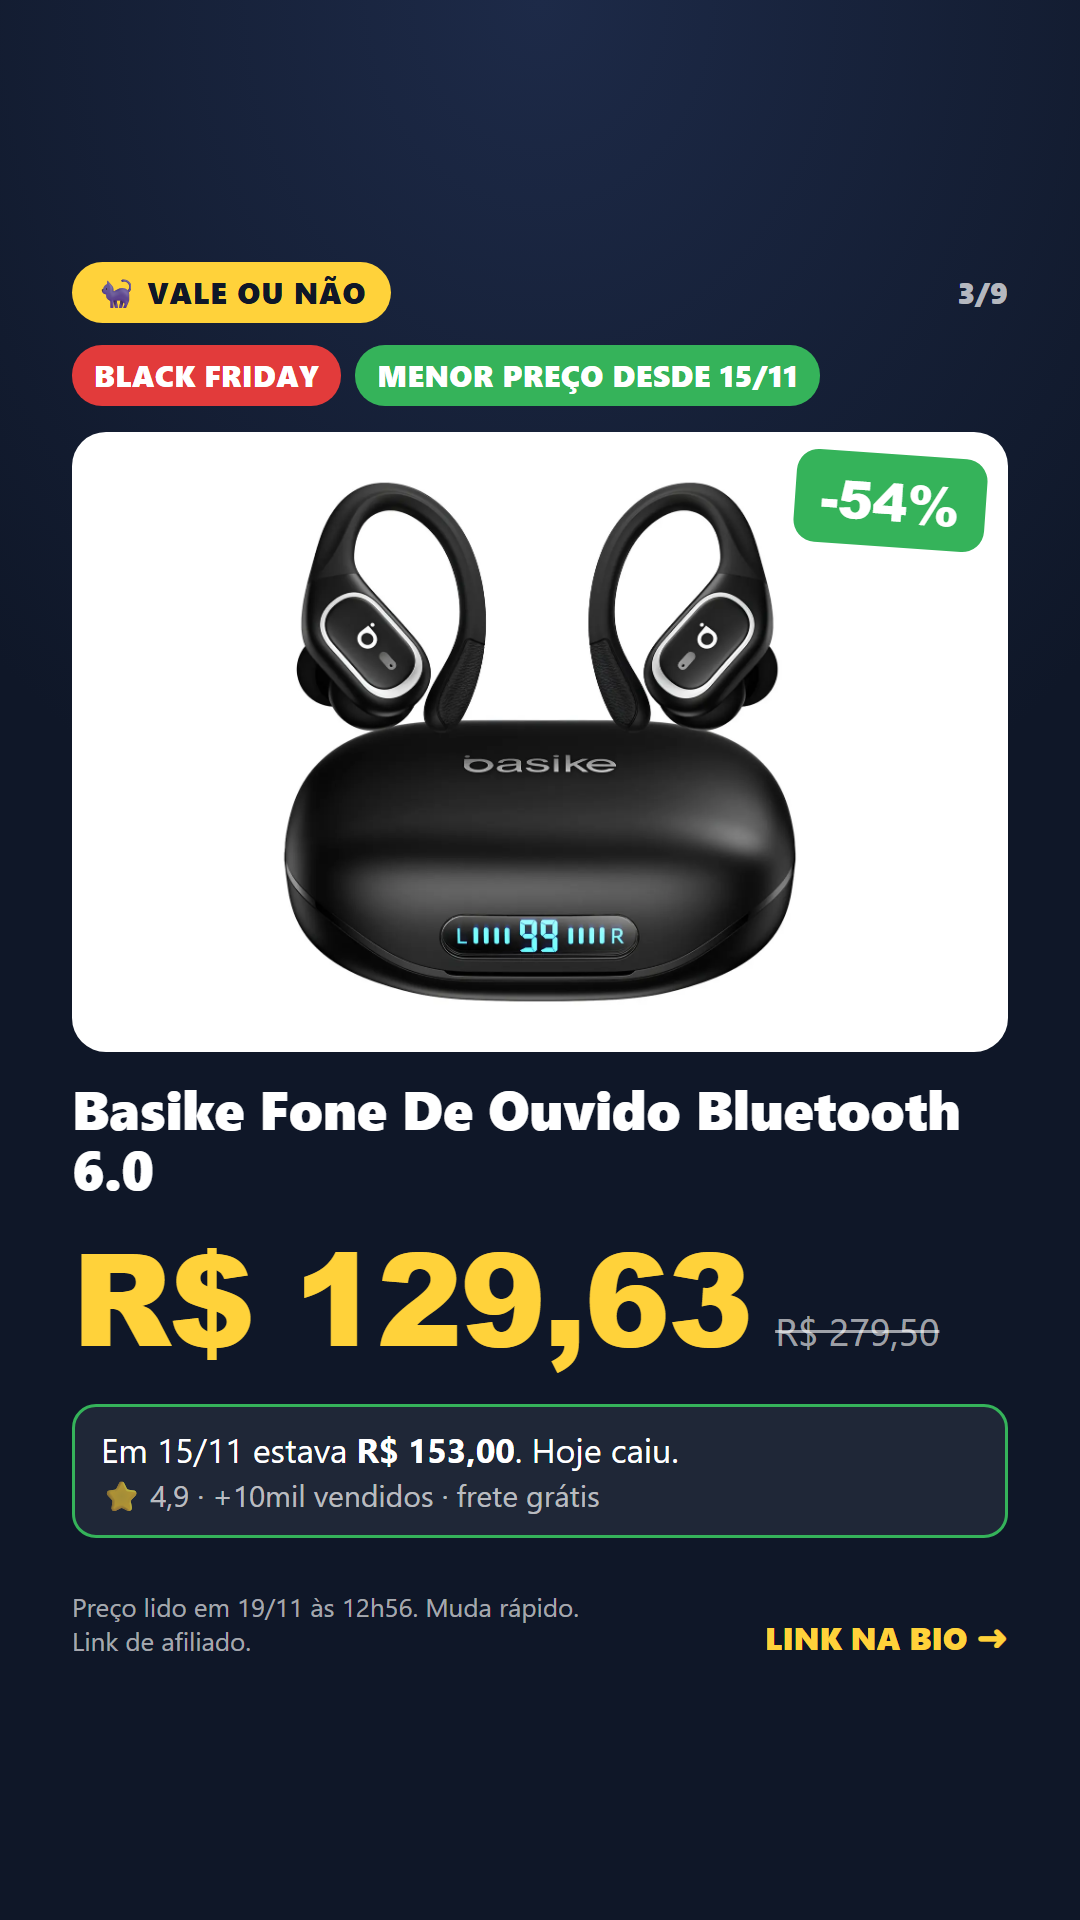 VALE OU NÃO
3/9
BLACK FRIDAY
MENOR PREÇO DESDE 15/11
-54%
basike
L 99 R
Basike Fone De Ouvido Bluetooth
6.0
R$ 129,63 R$ 279,50
Em 15/11 estava R$ 153,00. Hoje caiu.
4,9 · +10mil vendidos · frete grátis
Preço lido em 19/11 às 12h56. Muda rápido.
Link de afiliado.
LINK NA BIO →